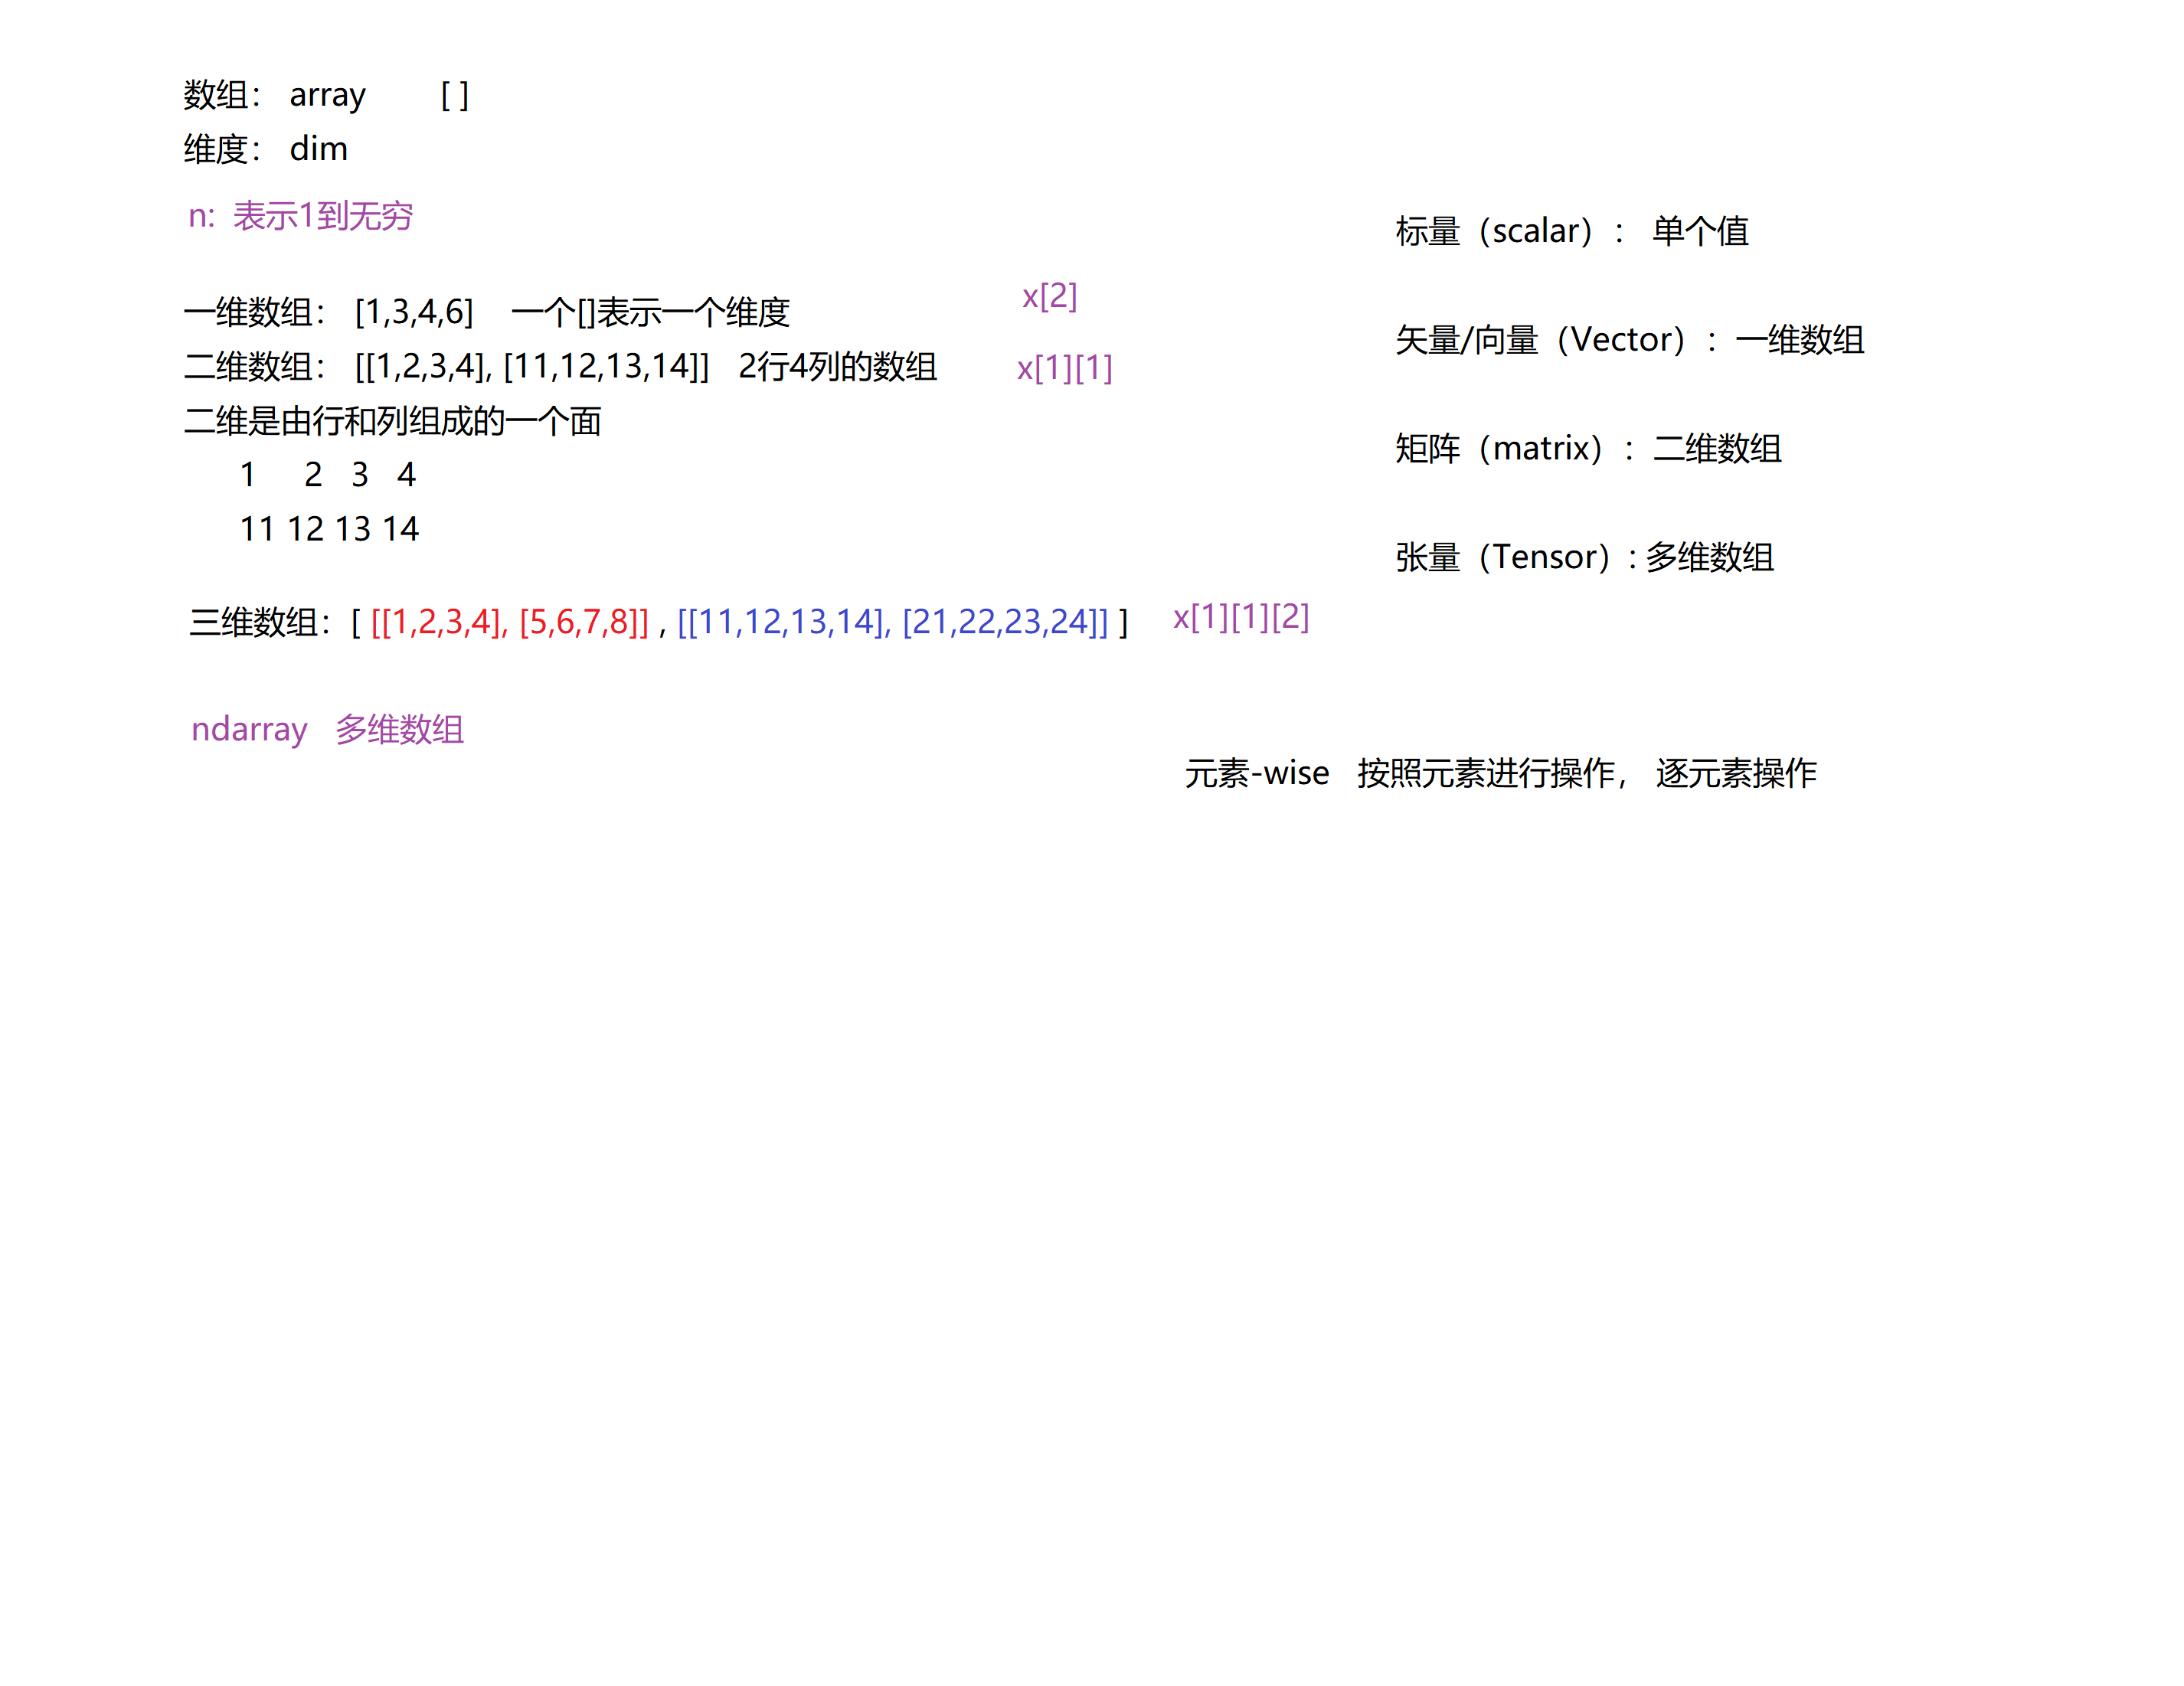 数组： array [ ]
维度： dim
n: 表示1到无穷
一维数组： [1,3,4,6] 一个[]表示一个维度 x[2]
二维数组： [[1,2,3,4], [11,12,13,14]] 2行4列的数组 x[1][1]
二维是由行和列组成的一个面
1 2 3 4
11 12 13 14
三维数组：[ [[1,2,3,4], [5,6,7,8]] , [[11,12,13,14], [21,22,23,24]] ] x[1][1][2]
ndarray 多维数组
标量（scalar）： 单个值
矢量/向量（Vector）：一维数组
矩阵（matrix）：二维数组
张量（Tensor）: 多维数组
元素-wise 按照元素进行操作， 逐元素操作